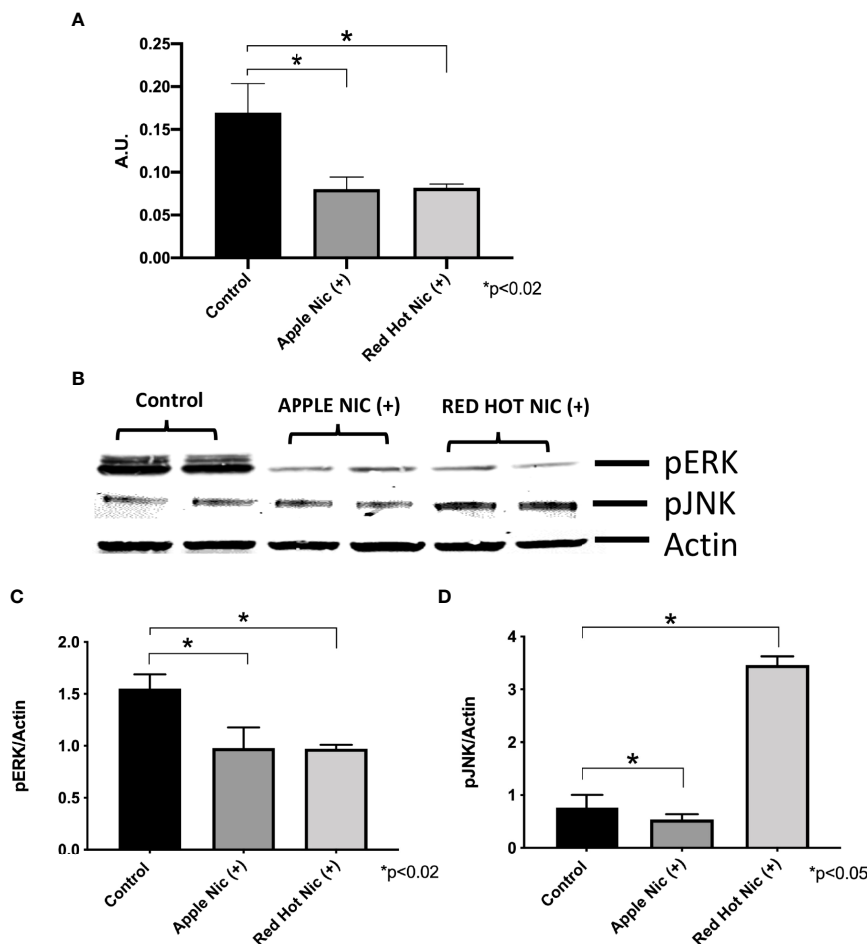 A
A.U.
0.25
0.20
0.15
0.10
0.05
0.00
*
*
Control
Apple Nic (+)
Red Hot Nic (+)
*p<0.02
B
Control
APPLE NIC (+)
RED HOT NIC (+)
pERK
pJNK
Actin
C
pERK/Actin
2.0
1.5
1.0
0.5
0.0
*
*
Control
Apple Nic (+)
Red Hot Nic (+)
*p<0.02
D
pJNK/Actin
4
3
2
1
0
*
*
Control
Apple Nic (+)
Red Hot Nic (+)
*p<0.05